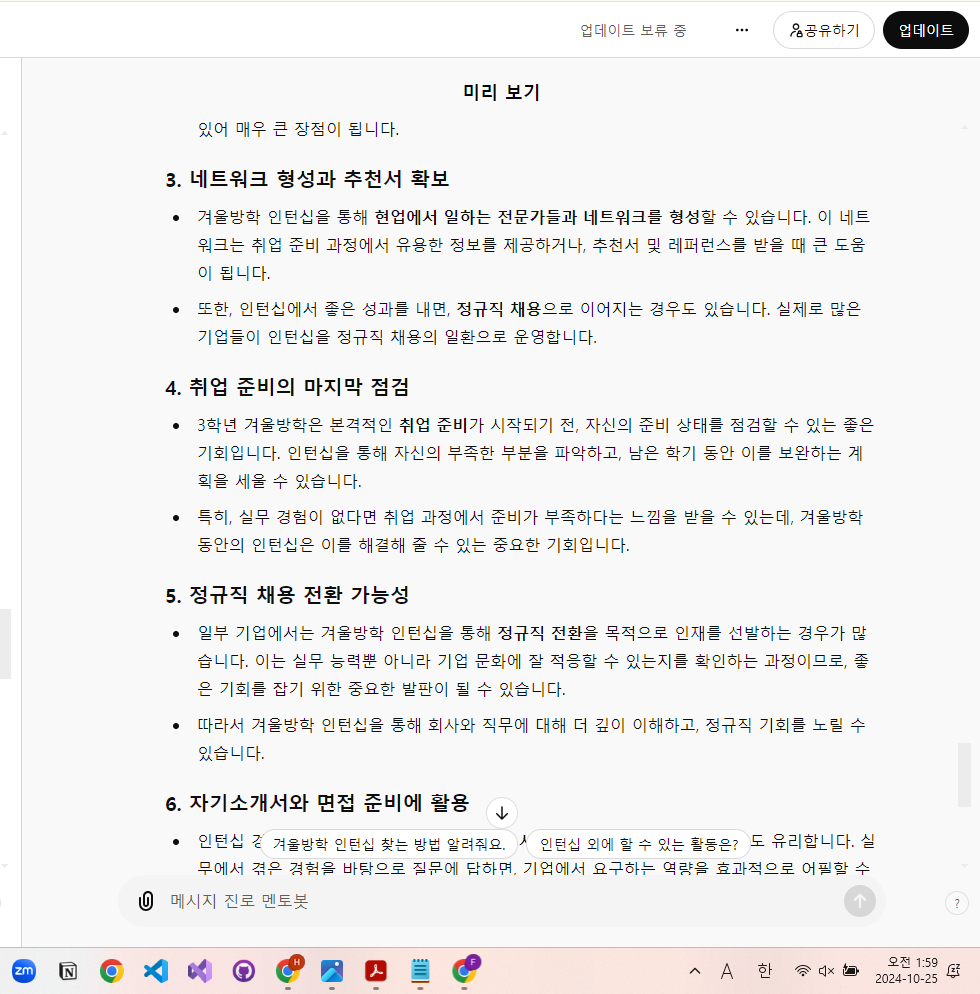 업데이트 보류 중
공유하기
업데이트
미리 보기
있어 매우 큰 장점이 됩니다.
3. 네트워크 형성과 추천서 확보
겨울방학 인턴십을 통해 현업에서 일하는 전문가들과 네트워크를 형성할 수 있습니다. 이 네트
워크는 취업 준비 과정에서 유용한 정보를 제공하거나, 추천서 및 레퍼런스를 받을 때 큰 도움
이 됩니다.
또한, 인턴십에서 좋은 성과를 내면, 정규직 채용으로 이어지는 경우도 있습니다. 실제로 많은
기업들이 인턴십을 정규직 채용의 일환으로 운영합니다.
4. 취업 준비의 마지막 점검
3학년 겨울방학은 본격적인 취업 준비가 시작되기 전, 자신의 준비 상태를 점검할 수 있는 좋은
기회입니다. 인턴십을 통해 자신의 부족한 부분을 파악하고, 남은 학기 동안 이를 보완하는 계
획을 세울 수 있습니다.
특히, 실무 경험이 없다면 취업 과정에서 준비가 부족하다는 느낌을 받을 수 있는데, 겨울방학
동안의 인턴십은 이를 해결해 줄 수 있는 중요한 기회입니다.
5. 정규직 채용 전환 가능성
일부 기업에서는 겨울방학 인턴십을 통해 정규직 전환을 목적으로 인재를 선발하는 경우가 많
습니다. 이는 실무 능력뿐 아니라 기업 문화에 잘 적응할 수 있는지를 확인하는 과정이므로, 좋
은 기회를 잡기 위한 중요한 발판이 될 수 있습니다.
따라서 겨울방학 인턴십을 통해 회사와 직무에 대해 더 깊이 이해하고, 정규직 기회를 노릴 수
있습니다.
6. 자기소개서와 면접 준비에 활용
인턴십
겨울방학 인턴십 찾는 방법 알려줘요.
인턴십 외에 할 수 있는 활동은?
도 유리합니다. 실
무에서 겪은 경험을 바탕으로 질문에 답하면, 기업에서 요구하는 역량을 효과적으로 어필할 수
메시지 진로 멘토봇
?
zm
N
H
F
A
한
오전 1:59
2024-10-25